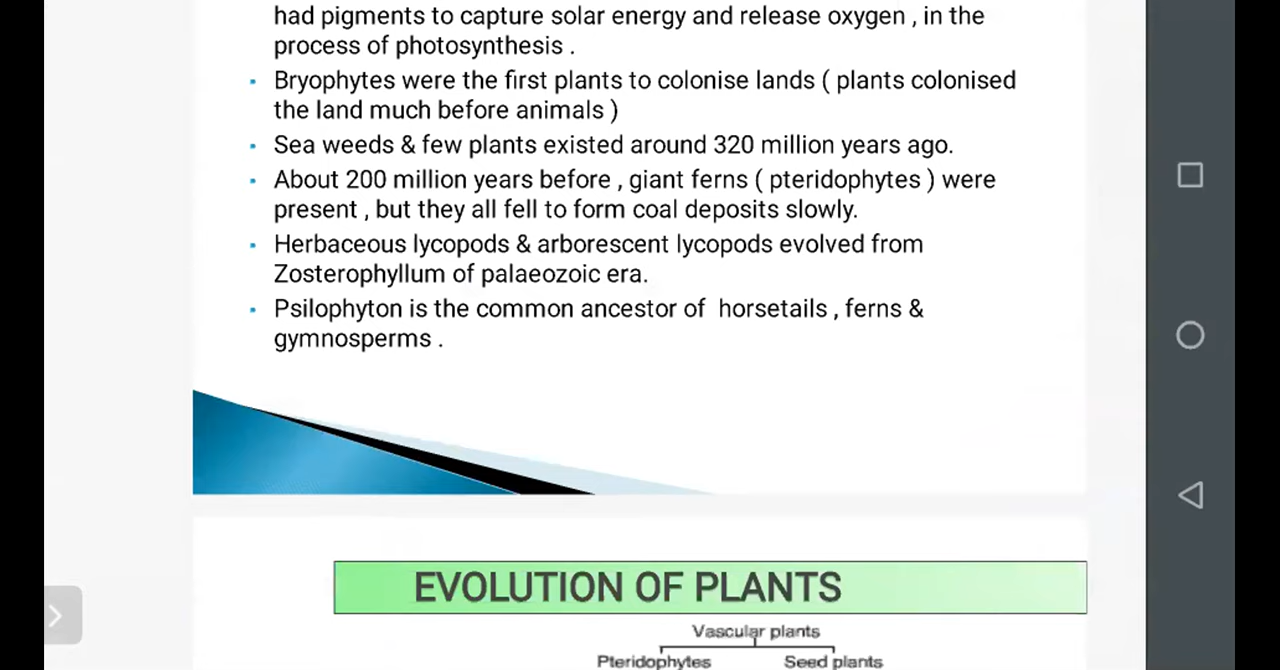 had pigments to capture solar energy and release oxygen , in the
process of photosynthesis .
Bryophytes were the first plants to colonise lands ( plants colonised
the land much before animals )
Sea weeds & few plants existed around 320 million years ago.
About 200 million years before , giant ferns ( pteridophytes ) were
present , but they all fell to form coal deposits slowly.
Herbaceous lycopods & arborescent lycopods evolved from
Zosterophyllum of palaeozoic era.
Psilophyton is the common ancestor of horsetails , ferns &
gymnosperms .
EVOLUTION OF PLANTS
Vascular plants
Pteridophytes Seed plants